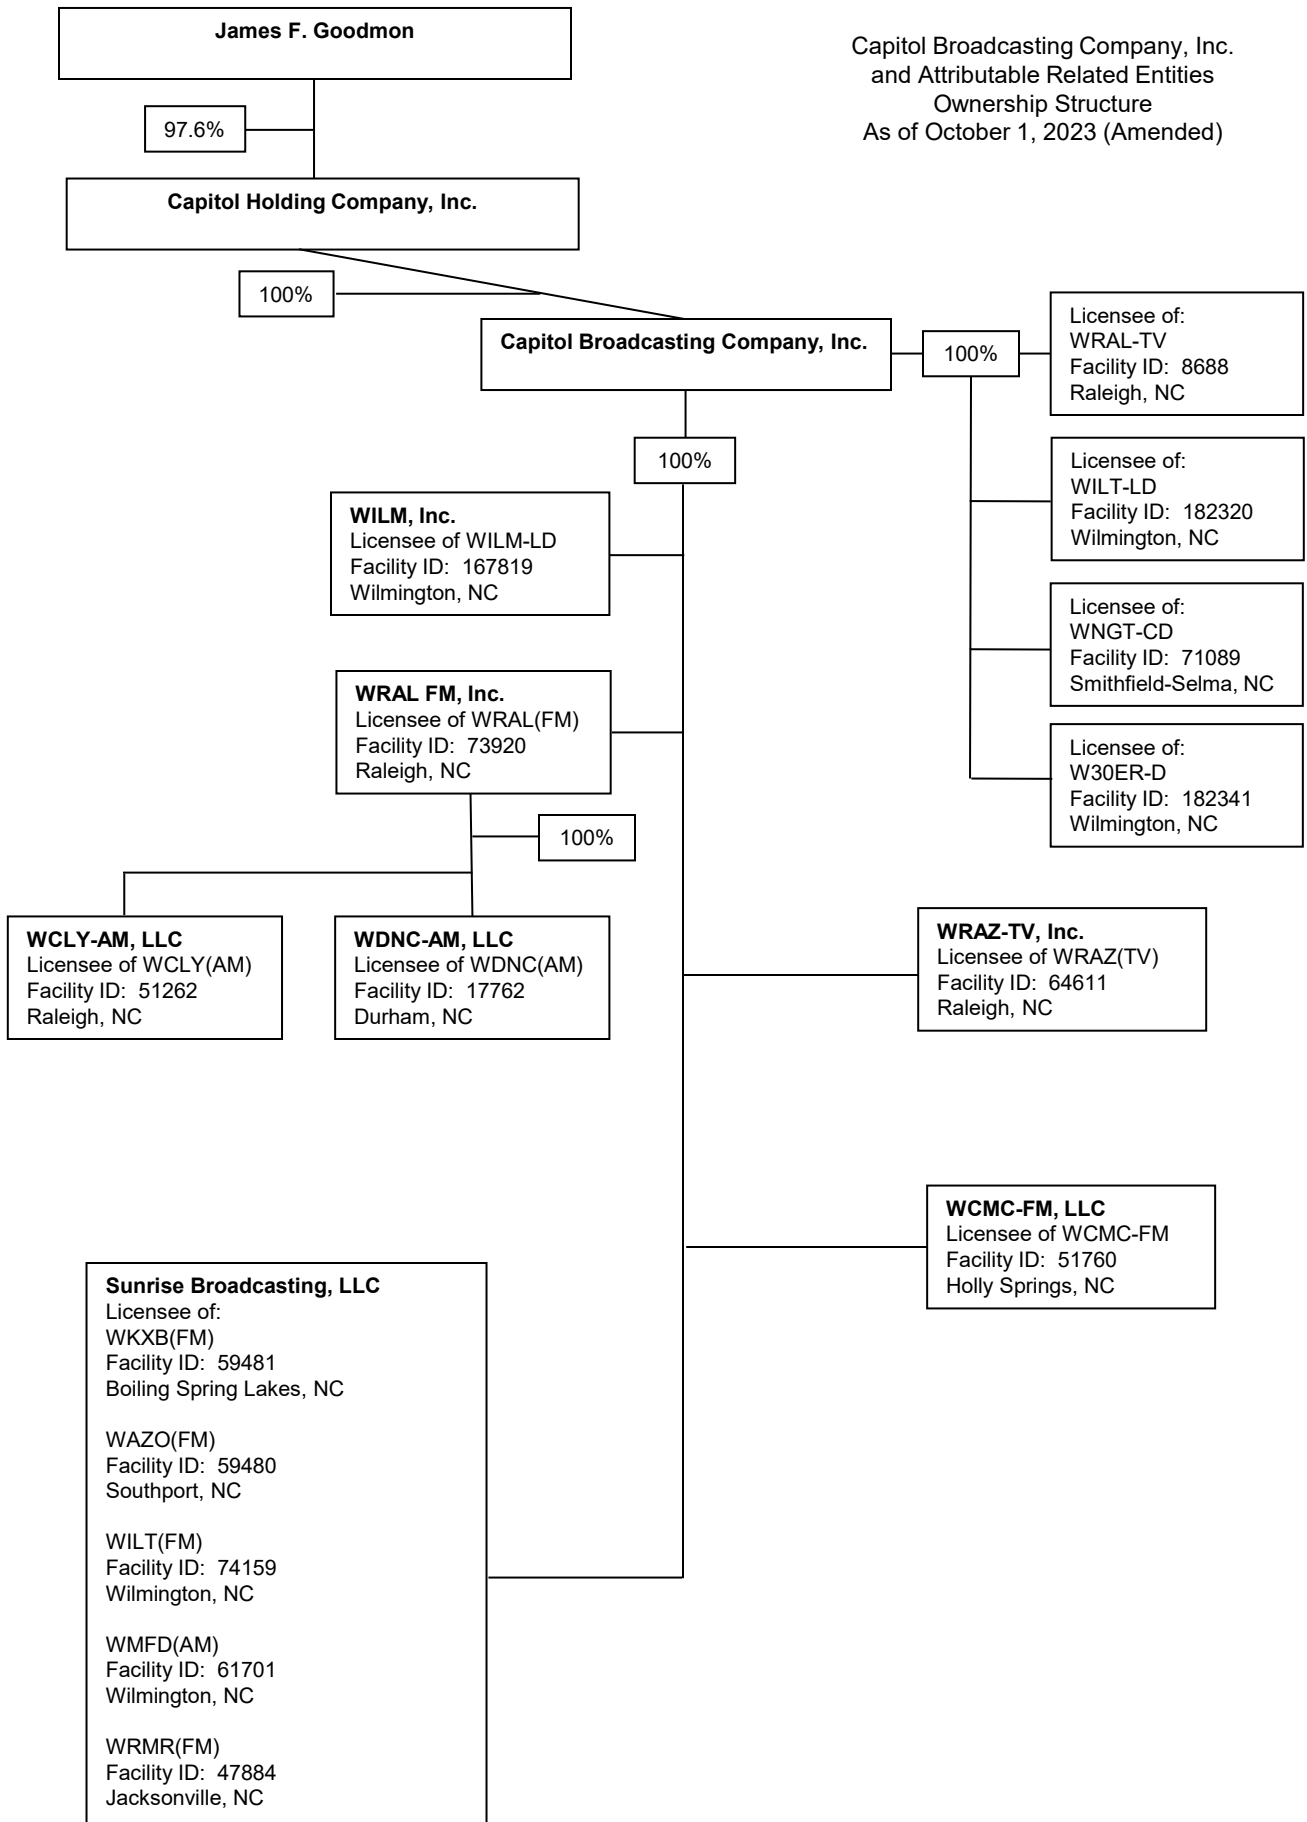 James F. Goodmon
Capitol Broadcasting Company, Inc.
and Attributable Related Entities
Ownership Structure
As of October 1, 2023 (Amended)
97.6%
Capitol Holding Company, Inc.
100%
Capitol Broadcasting Company, Inc.
100%
Licensee of:
WRAL-TV
Facility ID: 8688
Raleigh, NC
100%
Licensee of:
WILT-LD
Facility ID: 182320
Wilmington, NC
WILM, Inc.
Licensee of WILM-LD
Facility ID: 167819
Wilmington, NC
Licensee of:
WNGT-CD
Facility ID: 71089
Smithfield-Selma, NC
WRAL FM, Inc.
Licensee of WRAL(FM)
Facility ID: 73920
Raleigh, NC
Licensee of:
W30ER-D
Facility ID: 182341
Wilmington, NC
100%
WCLY-AM, LLC
Licensee of WCLY(AM)
Facility ID: 51262
Raleigh, NC
WDNC-AM, LLC
Licensee of WDNC(AM)
Facility ID: 17762
Durham, NC
WRAZ-TV, Inc.
Licensee of WRAZ(TV)
Facility ID: 64611
Raleigh, NC
WCMC-FM, LLC
Licensee of WCMC-FM
Facility ID: 51760
Holly Springs, NC
Sunrise Broadcasting, LLC
Licensee of:
WKXB(FM)
Facility ID: 59481
Boiling Spring Lakes, NC
WAZO(FM)
Facility ID: 59480
Southport, NC
WILT(FM)
Facility ID: 74159
Wilmington, NC
WMFD(AM)
Facility ID: 61701
Wilmington, NC
WRMR(FM)
Facility ID: 47884
Jacksonville, NC